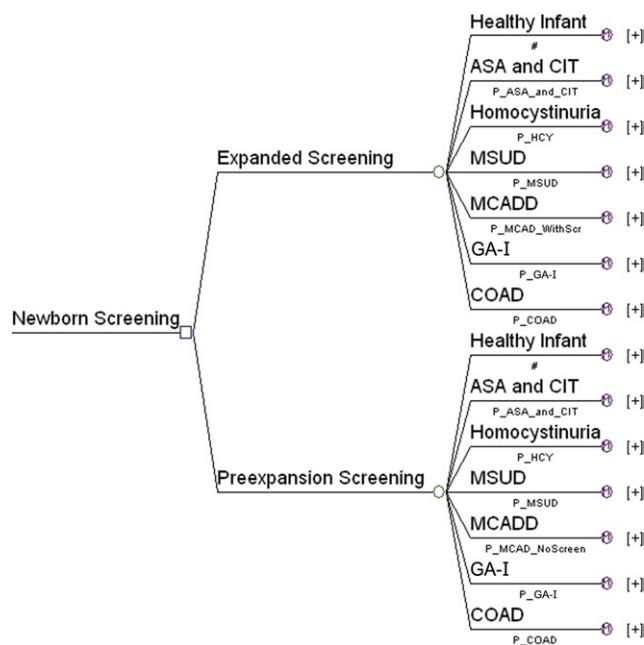 Healthy Infant
#
[+]
ASA and CIT
P_ASA_and_CIT
[+]
Homocystinuria
P_HCY
[+]
Expanded Screening
MSUD
P_MSUD
[+]
MCADD
P_MCAD_WithScr
[+]
GA-I
P_GA-I
[+]
COAD
P_COAD
[+]
Newborn Screening
Healthy Infant
#
[+]
ASA and CIT
P_ASA_and_CIT
[+]
Homocystinuria
P_HCY
[+]
Preexpansion Screening
MSUD
P_MSUD
[+]
MCADD
P_MCAD_NoScreen
[+]
GA-I
P_GA-I
[+]
COAD
P_COAD
[+]